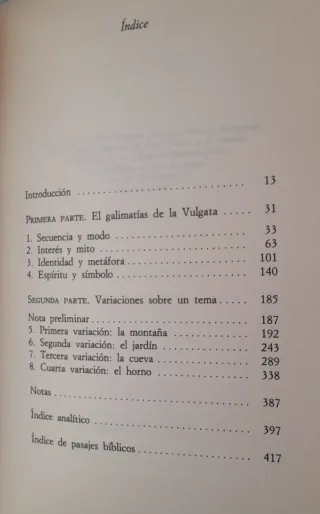 Índice
Introducción ............................. 13
PRIMERA PARTE. El galimatías de la Vulgata ..... 31
1. Secuencia y modo ........................ 33
2. Interés y mito ........................... 63
3. Identidad y metáfora ..................... 101
4. Espíritu y símbolo ........................ 140
SEGUNDA PARTE. Variaciones sobre un tema ..... 185
Nota preliminar ........................... 187
5. Primera variación: la montaña .............. 192
6. Segunda variación: el jardín ................ 243
7. Tercera variación: la cueva ................. 289
8. Cuarta variación: el horno ................. 338
Notas .................................... 387
Índice analítico ............................ 397
Índice de pasajes bíblicos .................... 417